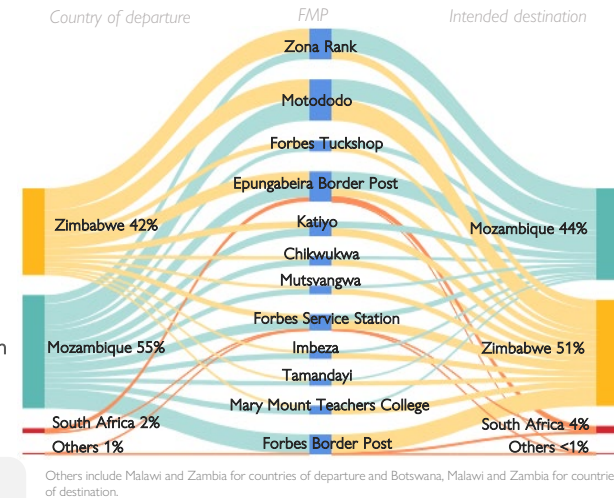 Country of departure
FMP
Intended destination
Zona Rank
Motododo
Forbes Tuckshop
Epungabeira Border Post
Katiyo
Chikwukwa
Mutsvangwa
Forbes Service Station
Imbeza
Tamandayi
Mary Mount Teachers College
Forbes Border Post
Zimbabwe 42%
Mozambique 55%
South Africa 2%
Others 1%
Mozambique 44%
Zimbabwe 51%
South Africa 4%
Others <1%
Others include Malawi and Zambia for countries of departure and Botswana, Malawi and Zambia for countrie
of destination.